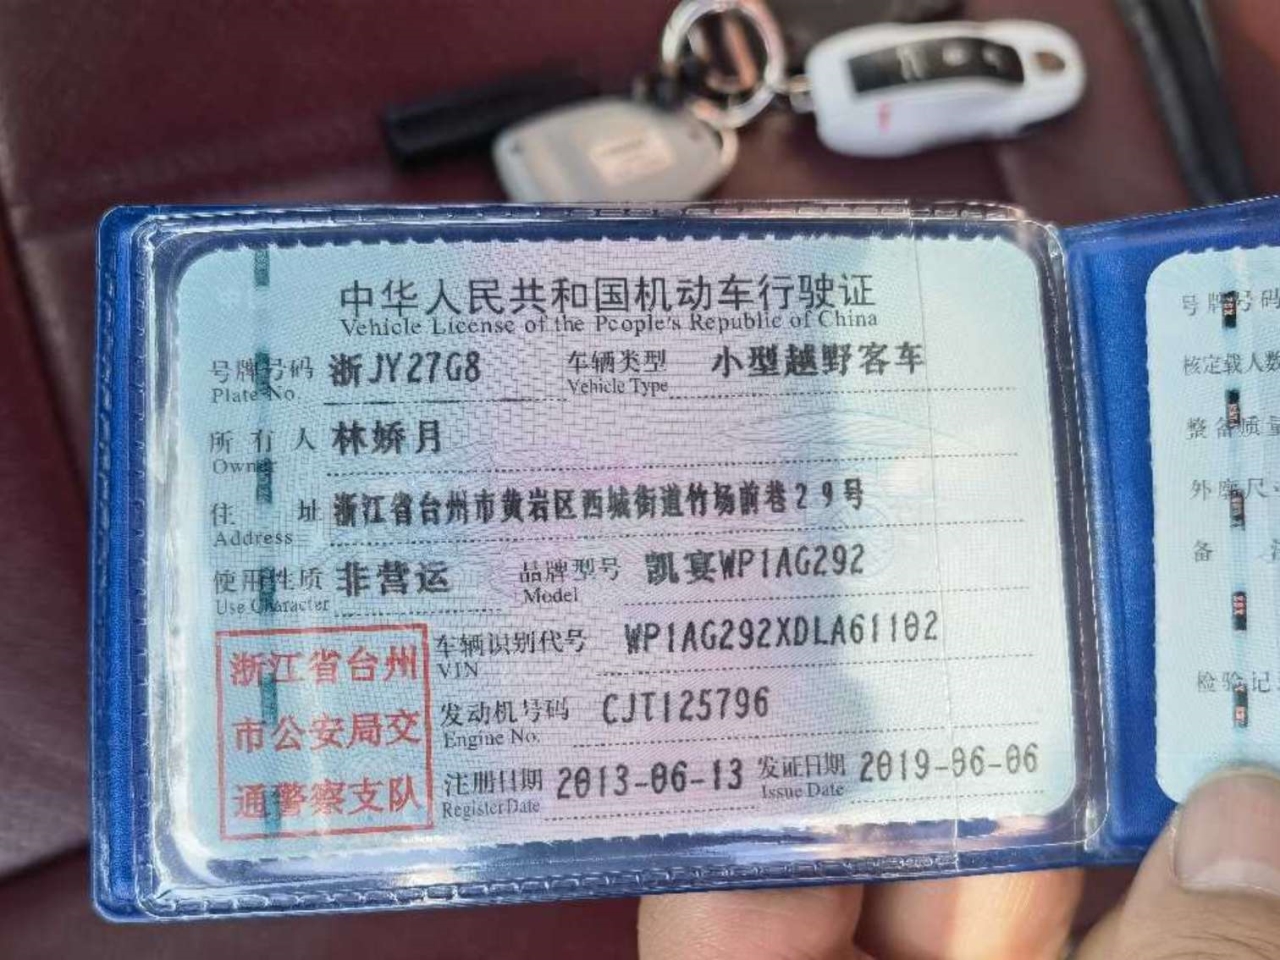 中华人民共和国机动车行驶证
Vehicle License of the People's Republic of China
号牌号码 浙JY27G8 车辆类型 小型越野客车
Plate No. Vehicle Type
所有人 林娇月
Owner
住址 浙江省台州市黄岩区西城街道竹场前巷29号
Address
使用性质 非营运 品牌型号 凯宴WP1AG292
Use Character Model
浙江省台州
市公安局交
通警察支队
车辆识别代号 WP1AG292XDLA61102
VIN
发动机号码 CJT125796
Engine No.
注册日期 2013-06-13 发证日期 2019-06-06
Register Date Issue Date
号牌号码
核定载人数
整备质量
外廓尺
备
检验记